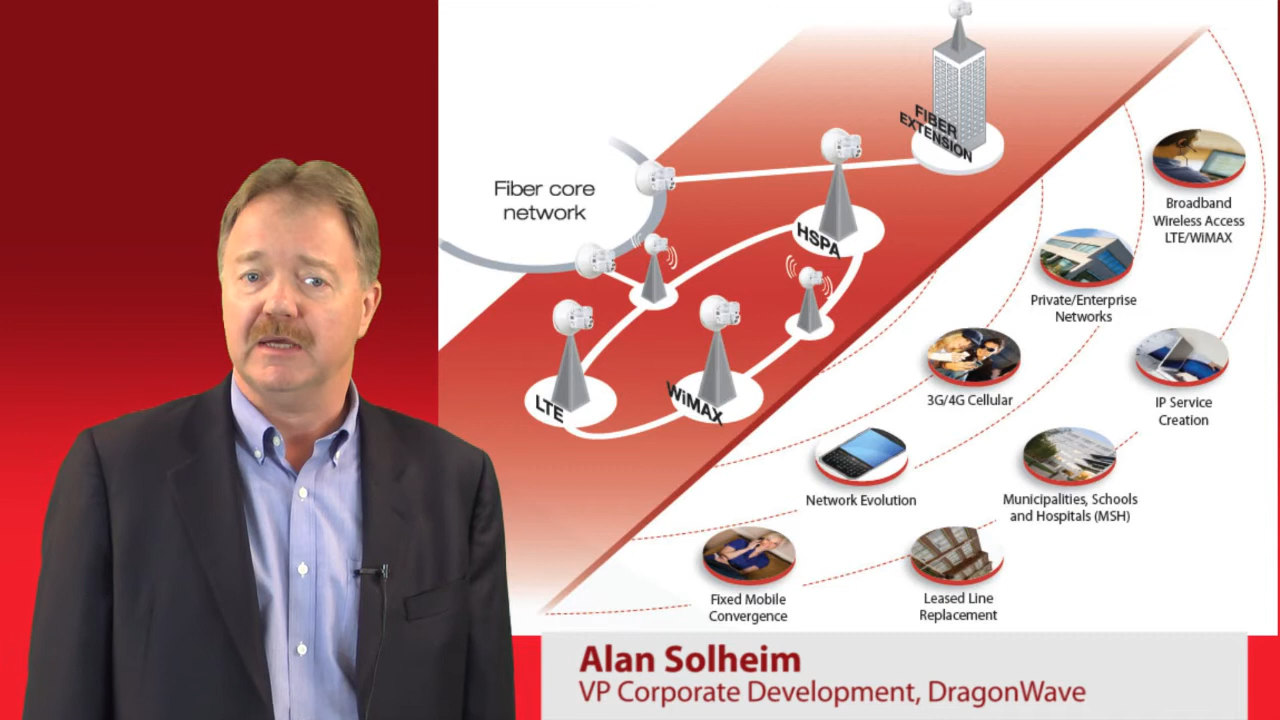 Fiber core
network
FIBER
EXTENSION
HSPA
LTE
WiMAX
Broadband
Wireless Access
LTE/WiMAX
Private/Enterprise
Networks
3G/4G Cellular
IP Service
Creation
Network Evolution
Municipalities, Schools
and Hospitals (MSH)
Fixed Mobile
Convergence
Leased Line
Replacement
Alan Solheim
VP Corporate Development, DragonWave